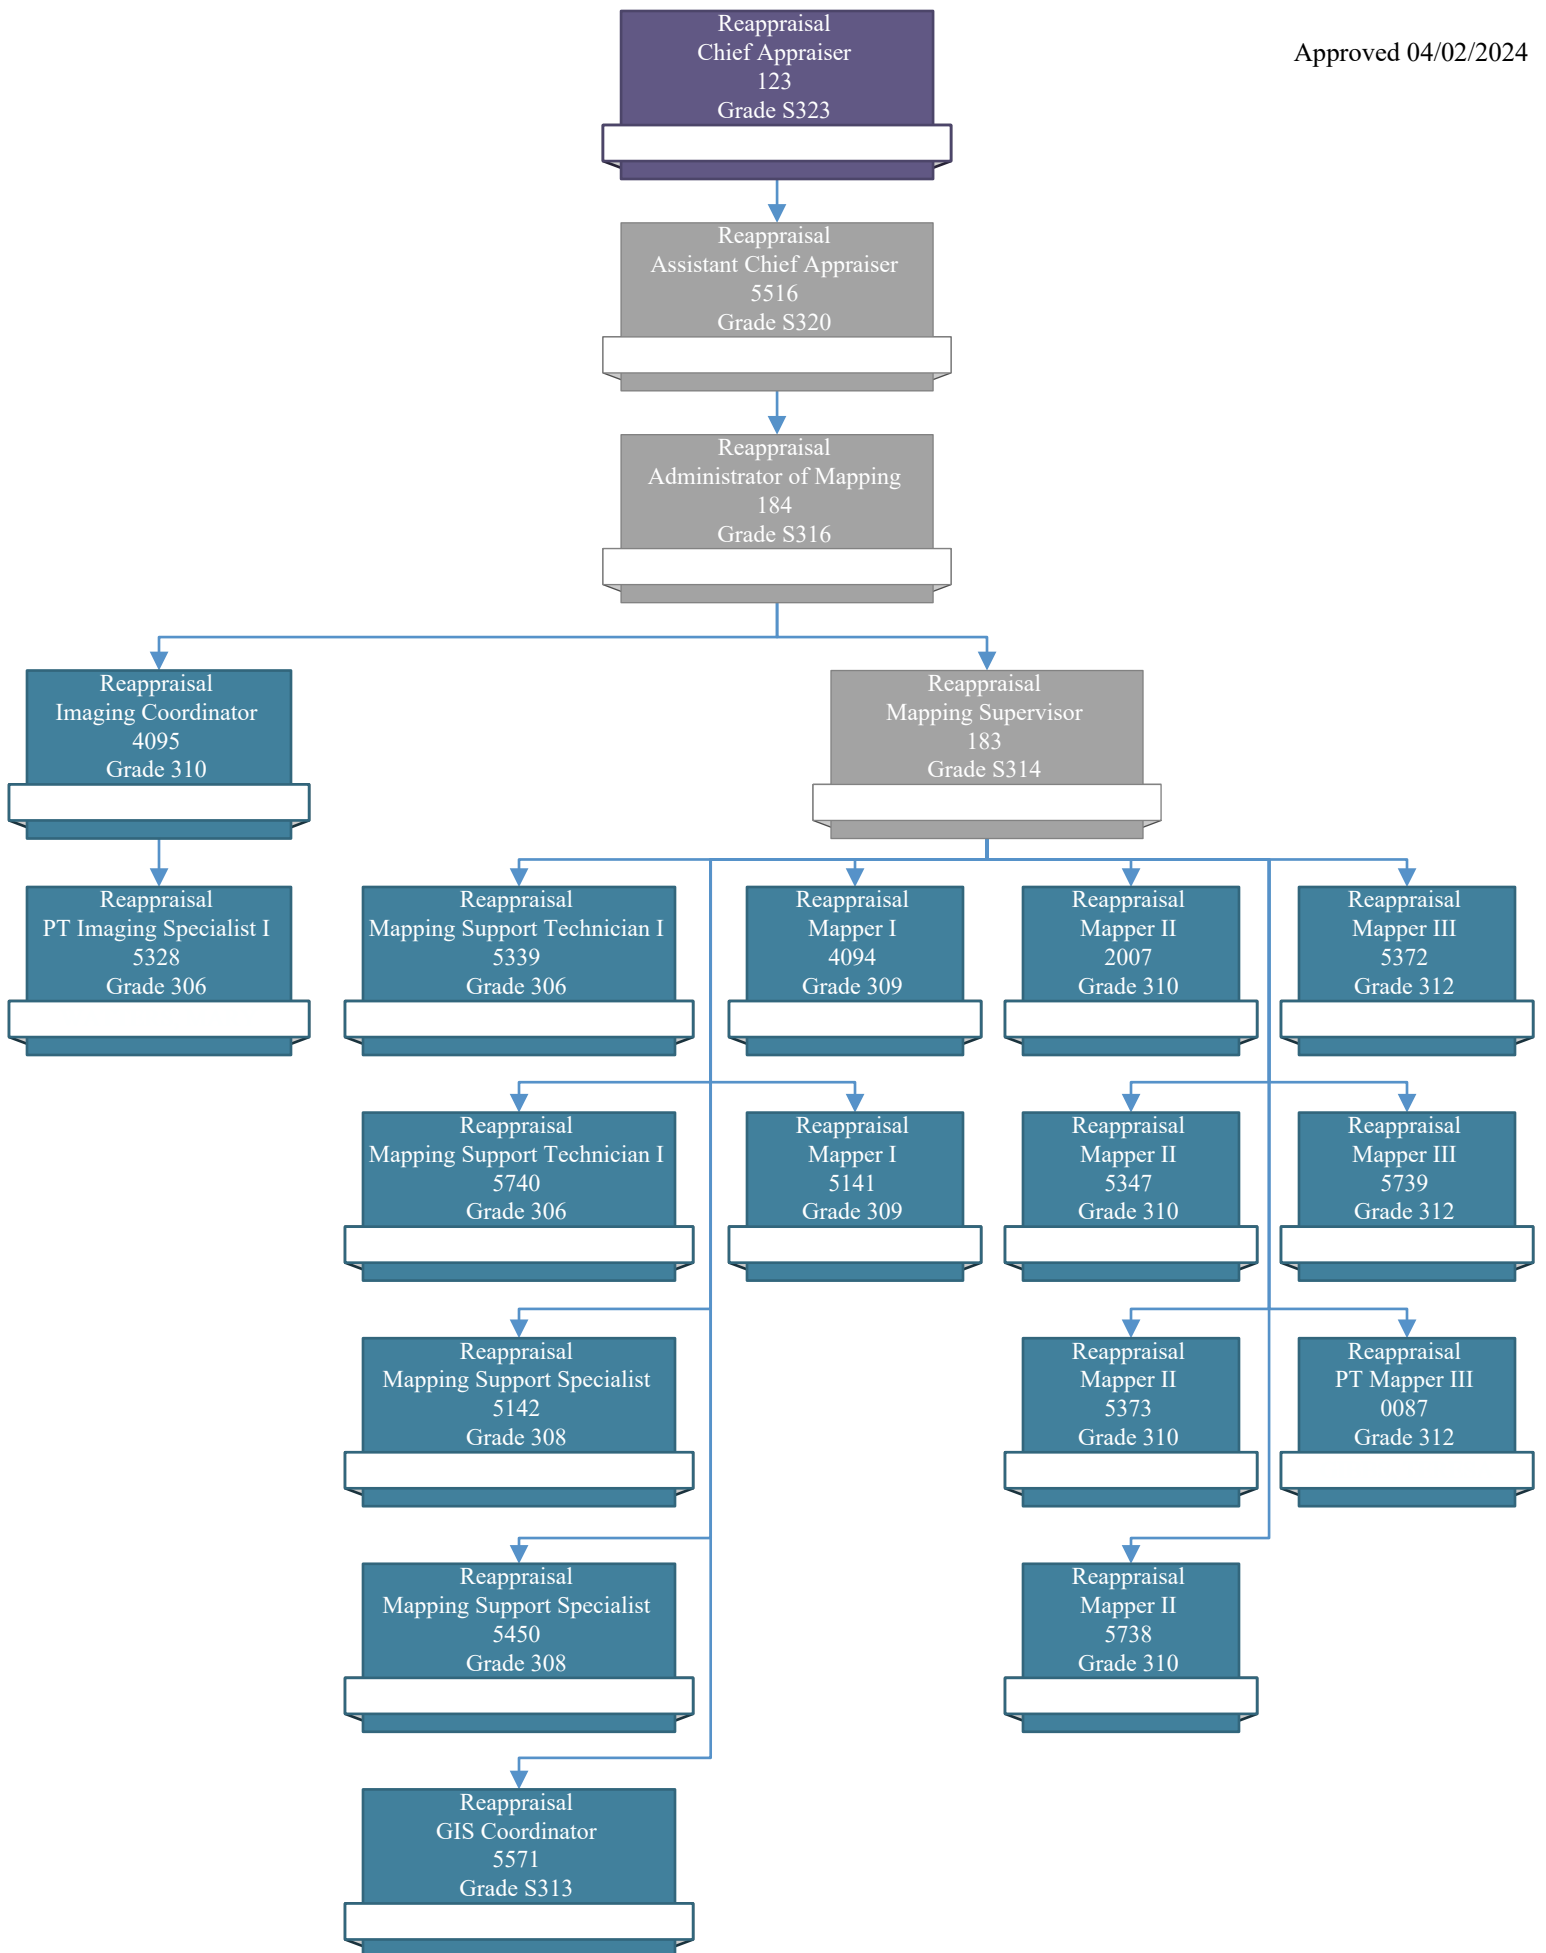 Reappraisal
Chief Appraiser
123
Grade S323
Approved 04/02/2024
Reappraisal
Assistant Chief Appraiser
5516
Grade S320
Reappraisal
Administrator of Mapping
184
Grade S316
Reappraisal
Imaging Coordinator
4095
Grade 310
Reappraisal
Mapping Supervisor
183
Grade S314
Reappraisal
PT Imaging Specialist I
5328
Grade 306
Reappraisal
Mapping Support Technician I
5339
Grade 306
Reappraisal
Mapper I
4094
Grade 309
Reappraisal
Mapper II
2007
Grade 310
Reappraisal
Mapper III
5372
Grade 312
Reappraisal
Mapping Support Technician I
5740
Grade 306
Reappraisal
Mapper I
5141
Grade 309
Reappraisal
Mapper II
5347
Grade 310
Reappraisal
Mapper III
5739
Grade 312
Reappraisal
Mapping Support Specialist
5142
Grade 308
Reappraisal
Mapper II
5373
Grade 310
Reappraisal
PT Mapper III
0087
Grade 312
Reappraisal
Mapping Support Specialist
5450
Grade 308
Reappraisal
Mapper II
5738
Grade 310
Reappraisal
GIS Coordinator
5571
Grade S313